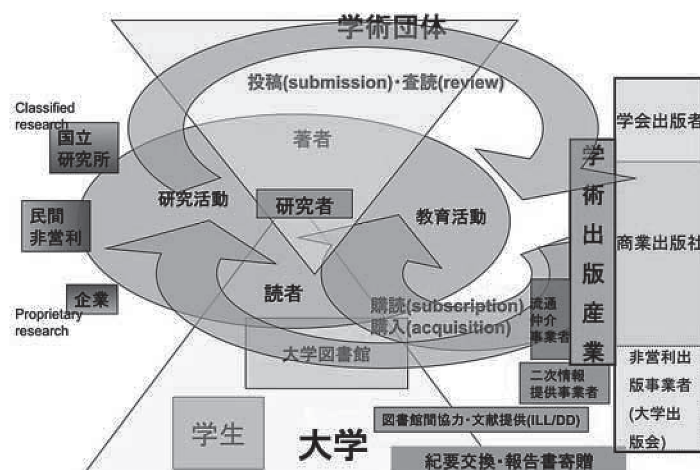 学術団体
投稿(submission)・査読(review)
Classified
research
国立
研究所
著者
学会出版者
研究活動
研究者
教育活動
民間
非営利
学術出版産業
商業出版社
企業
読者
Proprietary
research
購読(subscription)
購入(acquisition)
流通
仲介
事業者
大学図書館
二次情報
提供事業者
非営利出
版事業者
(大学出
版会)
学生
大学
図書館間協力・文献提供(ILL/DD)
紀要交換・報告書寄贈